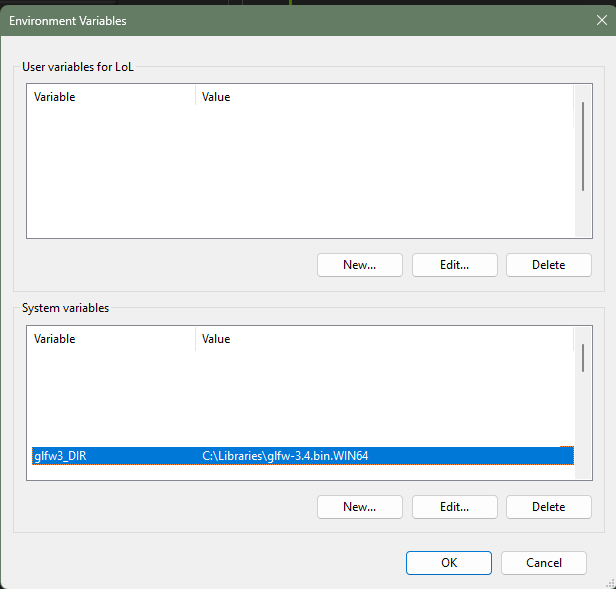 Environment Variables
User variables for LoL
Variable Value
New... Edit... Delete
System variables
Variable Value
glfw3_DIR C:\Libraries\glfw-3.4.bin.WIN64
New... Edit... Delete
OK Cancel